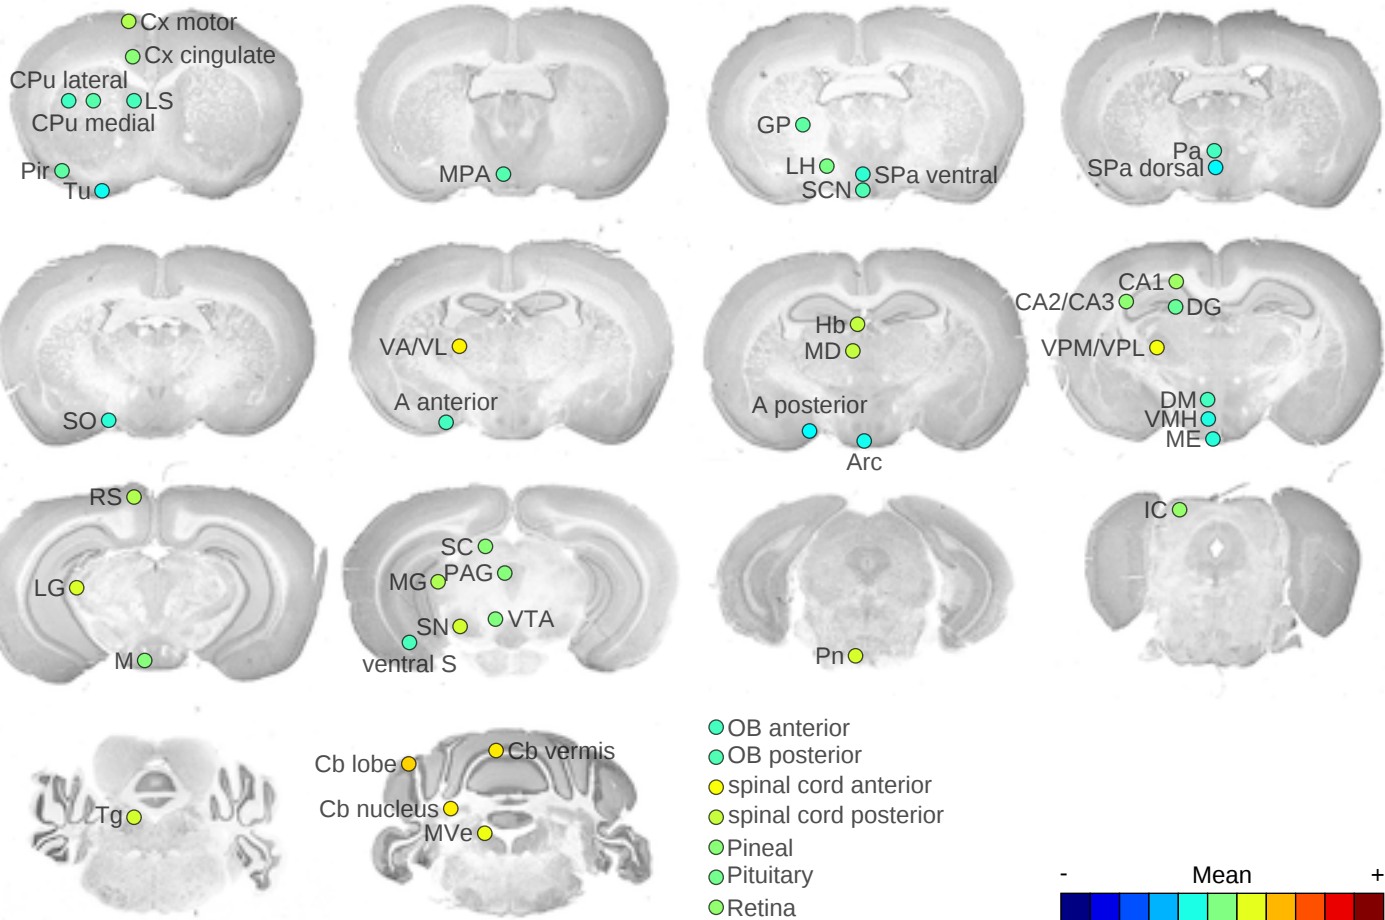 Cx motor
Cx cingulate
CPu lateral
LS
CPu medial
Pir
Tu
MPA
GP
LH
SPa ventral
SCN
Pa
SPa dorsal
SO
VA/VL
A anterior
Hb
MD
A posterior
Arc
CA1
CA2/CA3
DG
VPM/VPL
DM
VMH
ME
RS
LG
M
SC
MG PAG
SN VTA
ventral S
Pn
IC
Tg
Cb lobe
Cb vermis
Cb nucleus
MVe
OB anterior
OB posterior
spinal cord anterior
spinal cord posterior
Pineal
Pituitary
Retina
- Mean +